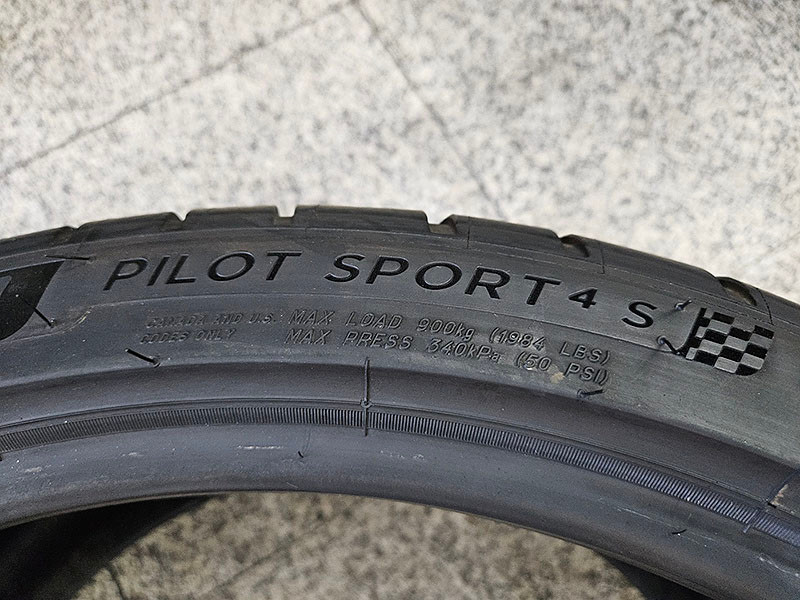 PILOT SPORT 4 S
CANADA AND U.S. MAX LOAD 900kg (1984 LBS)
CODES ONLY MAX PRESS 340kPa (50 PSI)